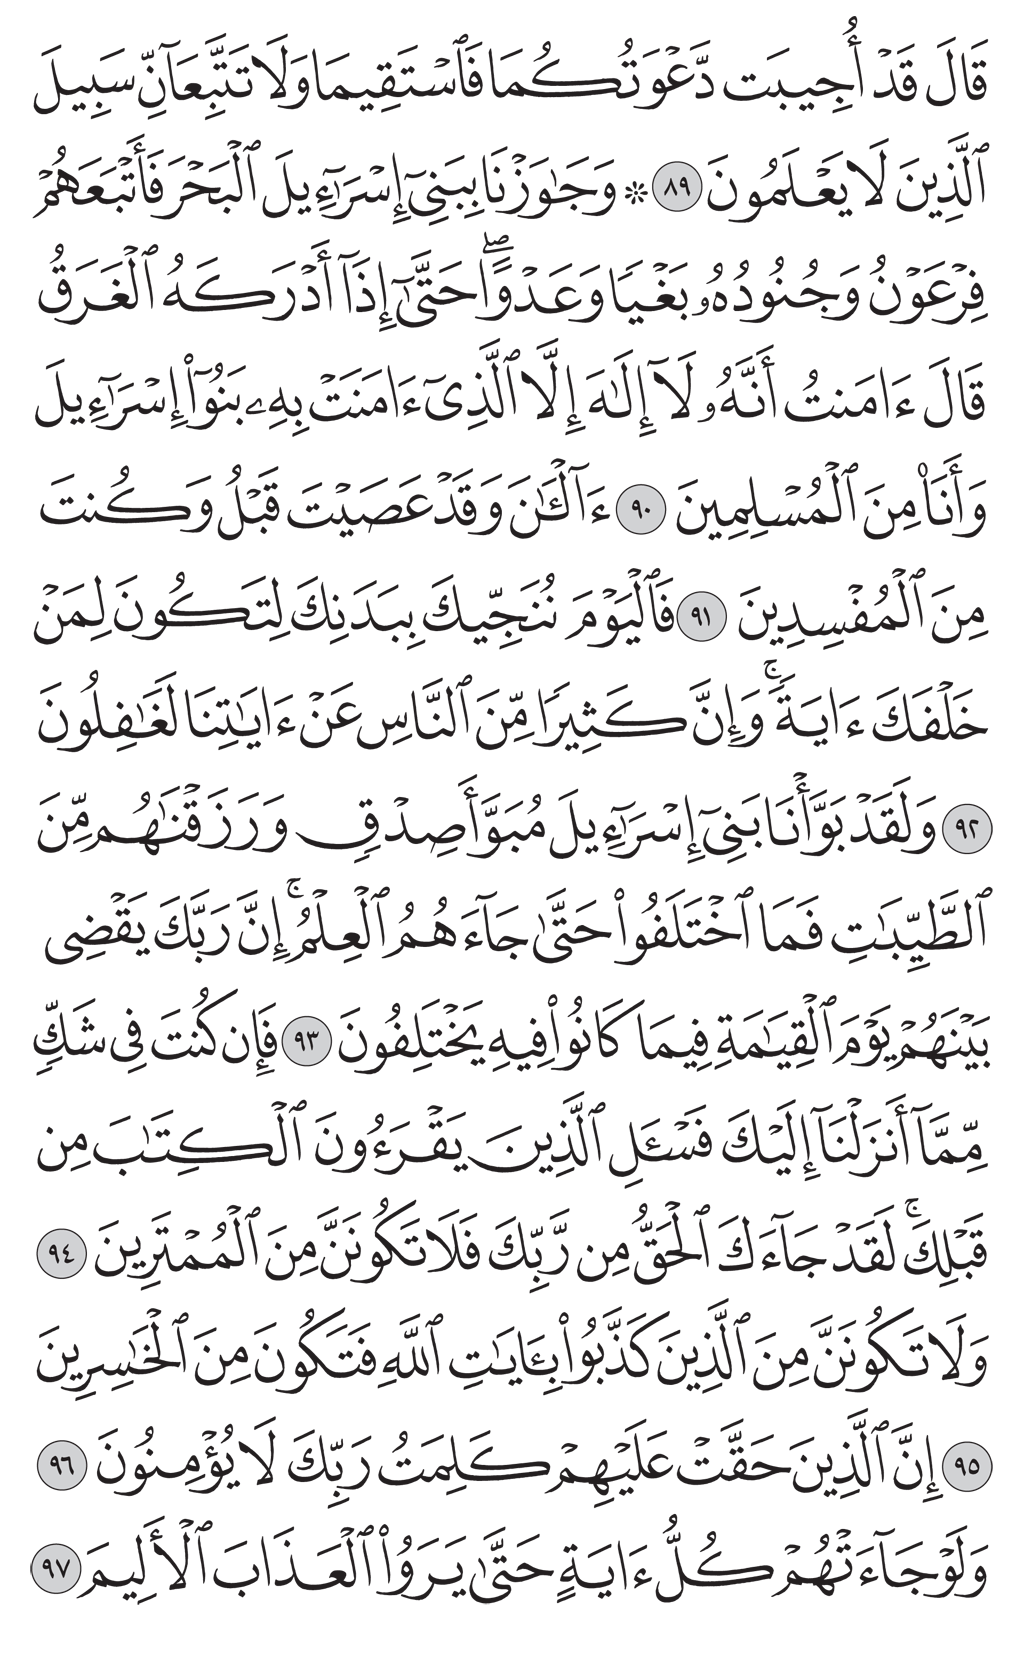 قَالَ قَدْ أُجِيبَت دَّعْوَتُكُمَا فَٱسْتَقِيمَا وَلَا تَتَّبِعَآنِّ سَبِيلَ
ٱلَّذِينَ لَا يَعْلَمُونَ ٨٩ ۞ وَجَٰوَزْنَا بِبَنِىٓ إِسْرَٰٓءِيلَ ٱلْبَحْرَ فَأَتْبَعَهُمْ
فِرْعَوْنُ وَجُنُودُهُۥ بَغْيًا وَعَدْوًا ۖ حَتَّىٰٓ إِذَآ أَدْرَكَهُ ٱلْغَرَقُ
قَالَ ءَامَنتُ أَنَّهُۥ لَآ إِلَٰهَ إِلَّا ٱلَّذِىٓ ءَامَنَتْ بِهِۦ بَنُوٓا۟ إِسْرَٰٓءِيلَ
وَأَنَا۠ مِنَ ٱلْمُسْلِمِينَ ٩٠ ءَآلْـَٰٔنَ وَقَدْ عَصَيْتَ قَبْلُ وَكُنتَ
مِنَ ٱلْمُفْسِدِينَ ٩١ فَٱلْيَوْمَ نُنَجِّيكَ بِبَدَنِكَ لِتَكُونَ لِمَنْ
خَلْفَكَ ءَايَةً ۚ وَإِنَّ كَثِيرًا مِّنَ ٱلنَّاسِ عَنْ ءَايَٰتِنَا لَغَٰفِلُونَ
٩٢ وَلَقَدْ بَوَّأْنَا بَنِىٓ إِسْرَٰٓءِيلَ مُبَوَّأَ صِدْقٍ وَرَزَقْنَٰهُم مِّنَ
ٱلطَّيِّبَٰتِ فَمَا ٱخْتَلَفُوا۟ حَتَّىٰ جَآءَهُمُ ٱلْعِلْمُ ۚ إِنَّ رَبَّكَ يَقْضِى
بَيْنَهُمْ يَوْمَ ٱلْقِيَٰمَةِ فِيمَا كَانُوا۟ فِيهِ يَخْتَلِفُونَ ٩٣ فَإِن كُنتَ فِى شَكٍّ
مِّمَّآ أَنزَلْنَآ إِلَيْكَ فَسْـَٔلِ ٱلَّذِينَ يَقْرَءُونَ ٱلْكِتَٰبَ مِن
قَبْلِكَ ۚ لَقَدْ جَآءَكَ ٱلْحَقُّ مِن رَّبِّكَ فَلَا تَكُونَنَّ مِنَ ٱلْمُمْتَرِينَ ٩٤
وَلَا تَكُونَنَّ مِنَ ٱلَّذِينَ كَذَّبُوا۟ بِـَٔايَٰتِ ٱللَّهِ فَتَكُونَ مِنَ ٱلْخَٰسِرِينَ
٩٥ إِنَّ ٱلَّذِينَ حَقَّتْ عَلَيْهِمْ كَلِمَتُ رَبِّكَ لَا يُؤْمِنُونَ ٩٦
وَلَوْ جَآءَتْهُمْ كُلُّ ءَايَةٍ حَتَّىٰ يَرَوُا۟ ٱلْعَذَابَ ٱلْأَلِيمَ ٩٧